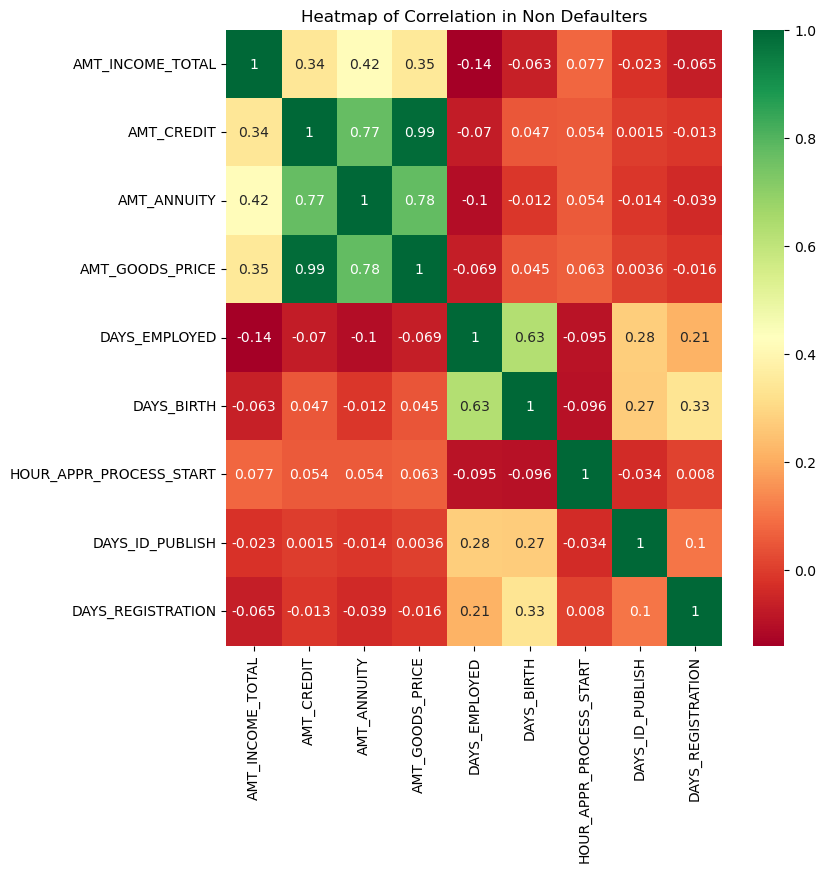 Heatmap of Correlation in Non Defaulters
AMT_INCOME_TOTAL 1 0.34 0.42 0.35 -0.14 -0.063 0.077 -0.023 -0.065
AMT_CREDIT 0.34 1 0.77 0.99 -0.07 0.047 0.054 0.0015 -0.013
AMT_ANNUITY 0.42 0.77 1 0.78 -0.1 -0.012 0.054 -0.014 -0.039
AMT_GOODS_PRICE 0.35 0.99 0.78 1 -0.069 0.045 0.063 0.0036 -0.016
DAYS_EMPLOYED -0.14 -0.07 -0.1 -0.069 1 0.63 -0.095 0.28 0.21
DAYS_BIRTH -0.063 0.047 -0.012 0.045 0.63 1 -0.096 0.27 0.33
HOUR_APPR_PROCESS_START 0.077 0.054 0.054 0.063 -0.095 -0.096 1 -0.034 0.008
DAYS_ID_PUBLISH -0.023 0.0015 -0.014 0.0036 0.28 0.27 -0.034 1 0.1
DAYS_REGISTRATION -0.065 -0.013 -0.039 -0.016 0.21 0.33 0.008 0.1 1
AMT_INCOME_TOTAL
AMT_CREDIT
AMT_ANNUITY
AMT_GOODS_PRICE
DAYS_EMPLOYED
DAYS_BIRTH
HOUR_APPR_PROCESS_START
DAYS_ID_PUBLISH
DAYS_REGISTRATION
1.0
0.8
0.6
0.4
0.2
0.0